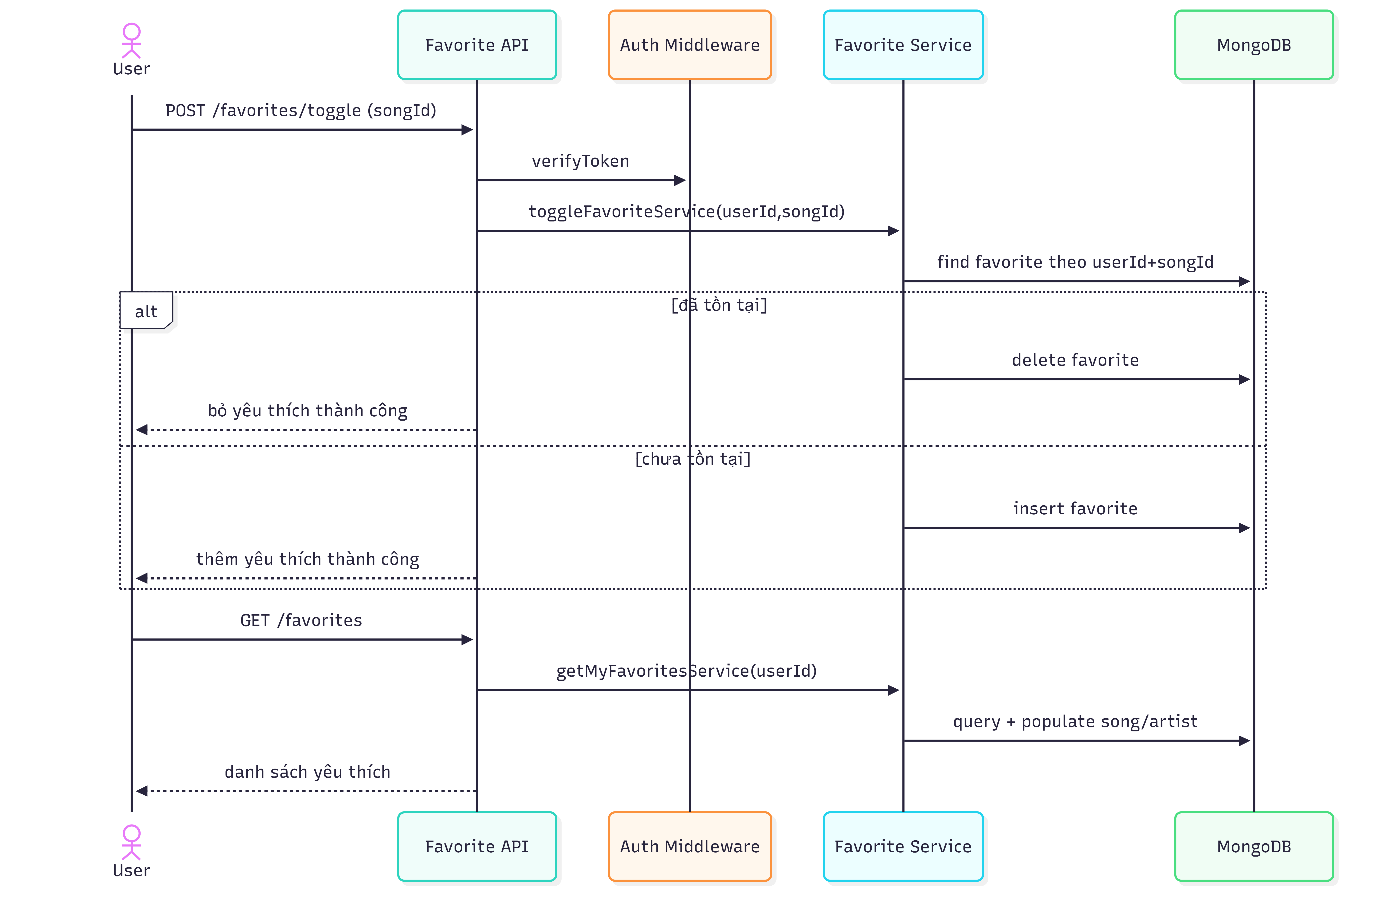 User
Favorite API
Auth Middleware
Favorite Service
MongoDB
POST /favorites/toggle (songId)
verifyToken
toggleFavoriteService(userId,songId)
find favorite theo userId+songId
alt
[đã tồn tại]
delete favorite
bỏ yêu thích thành công
[chưa tồn tại]
insert favorite
thêm yêu thích thành công
GET /favorites
getMyFavoritesService(userId)
query + populate song/artist
danh sách yêu thích
User
Favorite API
Auth Middleware
Favorite Service
MongoDB